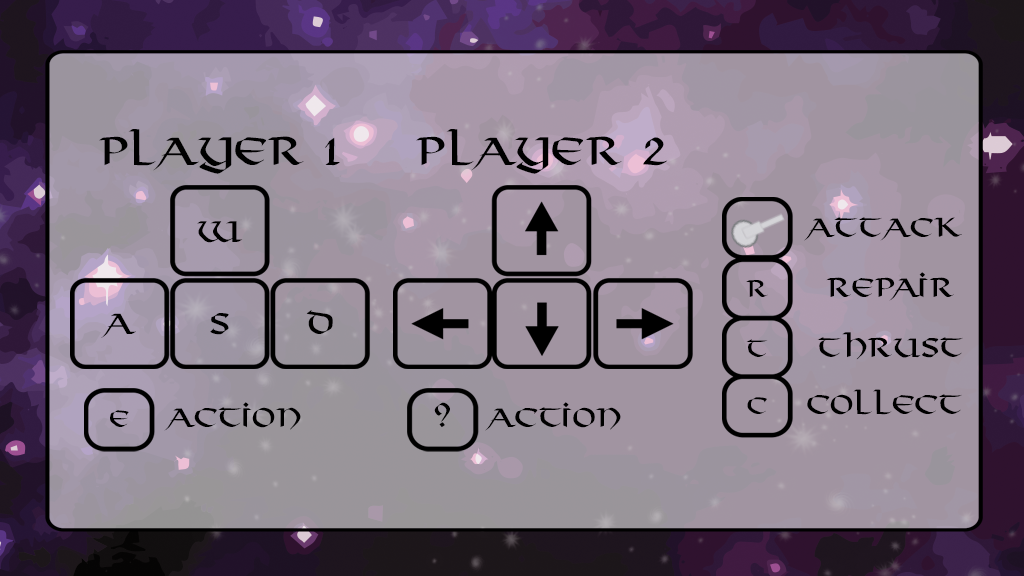 PLAYER 1
PLAYER 2
W
A S D
E ACTION
? ACTION
ATTACK
R REPAIR
T THRUST
C COLLECT